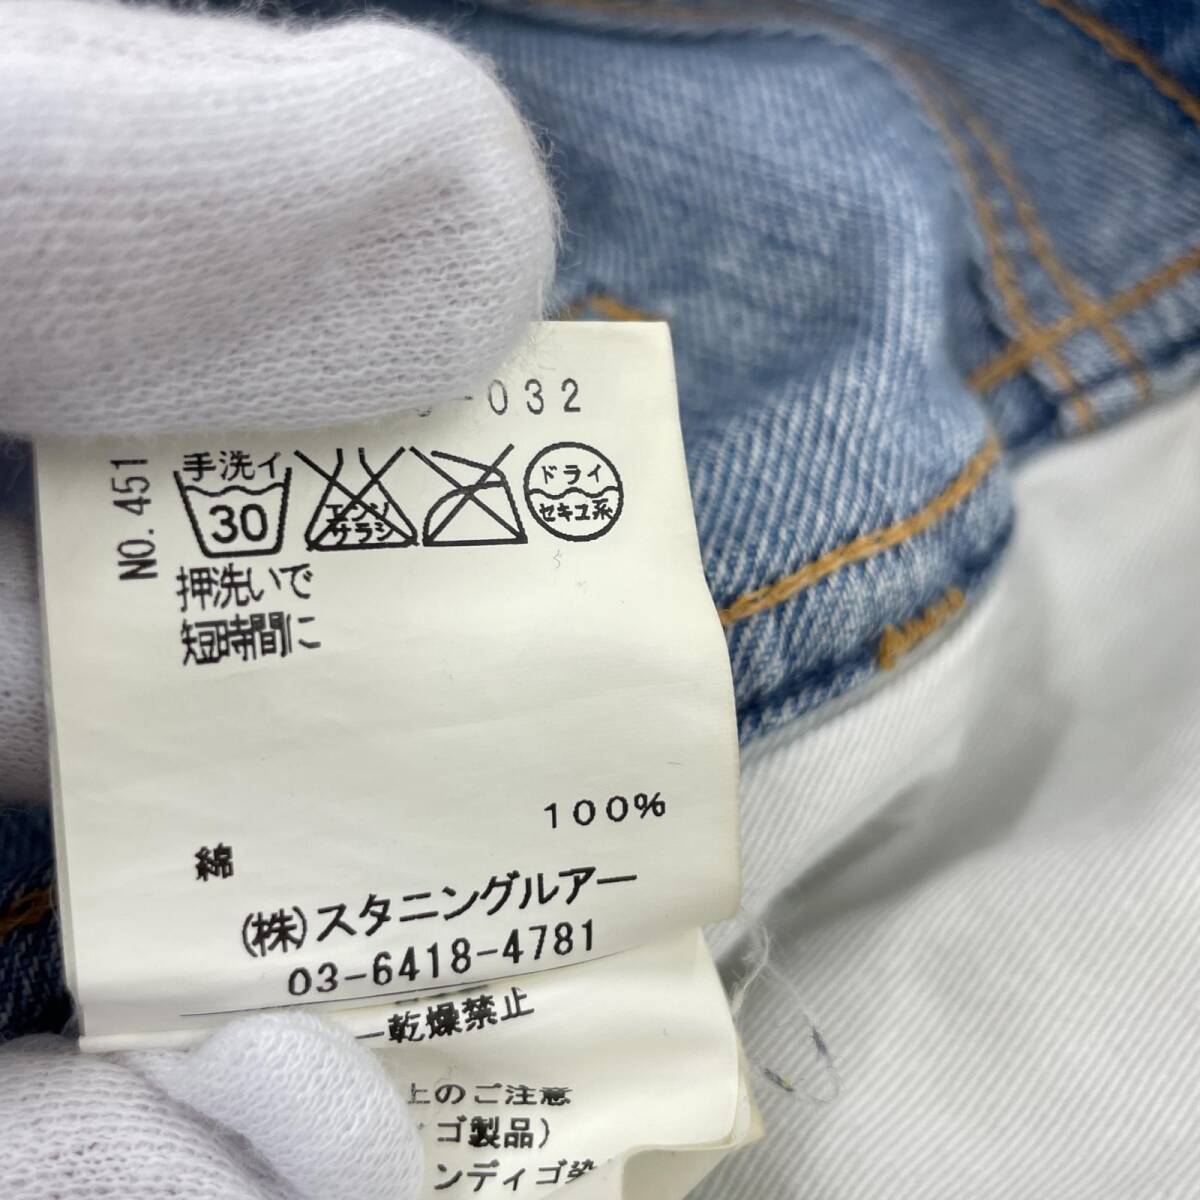 -032
NO.451
手洗イ
30
エンソ
サラシ
ドライ
セキユ系
押洗いで
短時間に
100%
綿
(株)スタニングルアー
03-6418-4781
ー乾燥禁止
上のご注意
ィゴ製品)
ンディゴ染